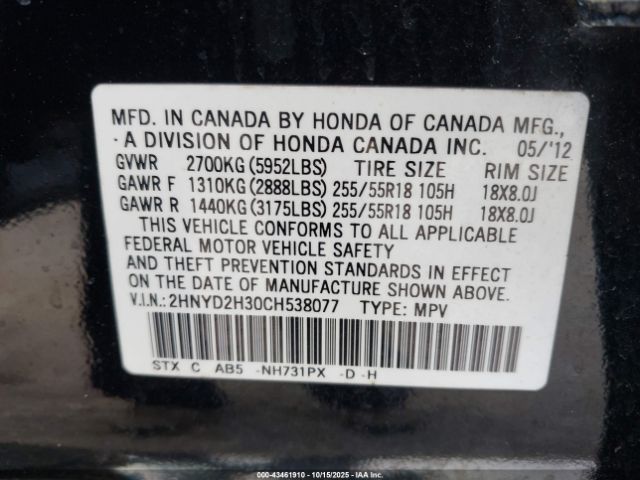 MFD. IN CANADA BY HONDA OF CANADA MFG.,
A DIVISION OF HONDA CANADA INC. 05/'12
GVWR 2700KG (5952LBS) TIRE SIZE RIM SIZE
GAWR F 1310KG (2888LBS) 255/55R18 105H 18X8.0J
GAWR R 1440KG (3175LBS) 255/55R18 105H 18X8.0J
THIS VEHICLE CONFORMS TO ALL APPLICABLE
FEDERAL MOTOR VEHICLE SAFETY
AND THEFT PREVENTION STANDARDS IN EFFECT
ON THE DATE OF MANUFACTURE SHOWN ABOVE.
V.I.N.: 2HNYD2H30CH538077 TYPE: MPV
STX C AB5 -NH731PX -D -H
000-43461910 - 10/15/2025 - IAA Inc.